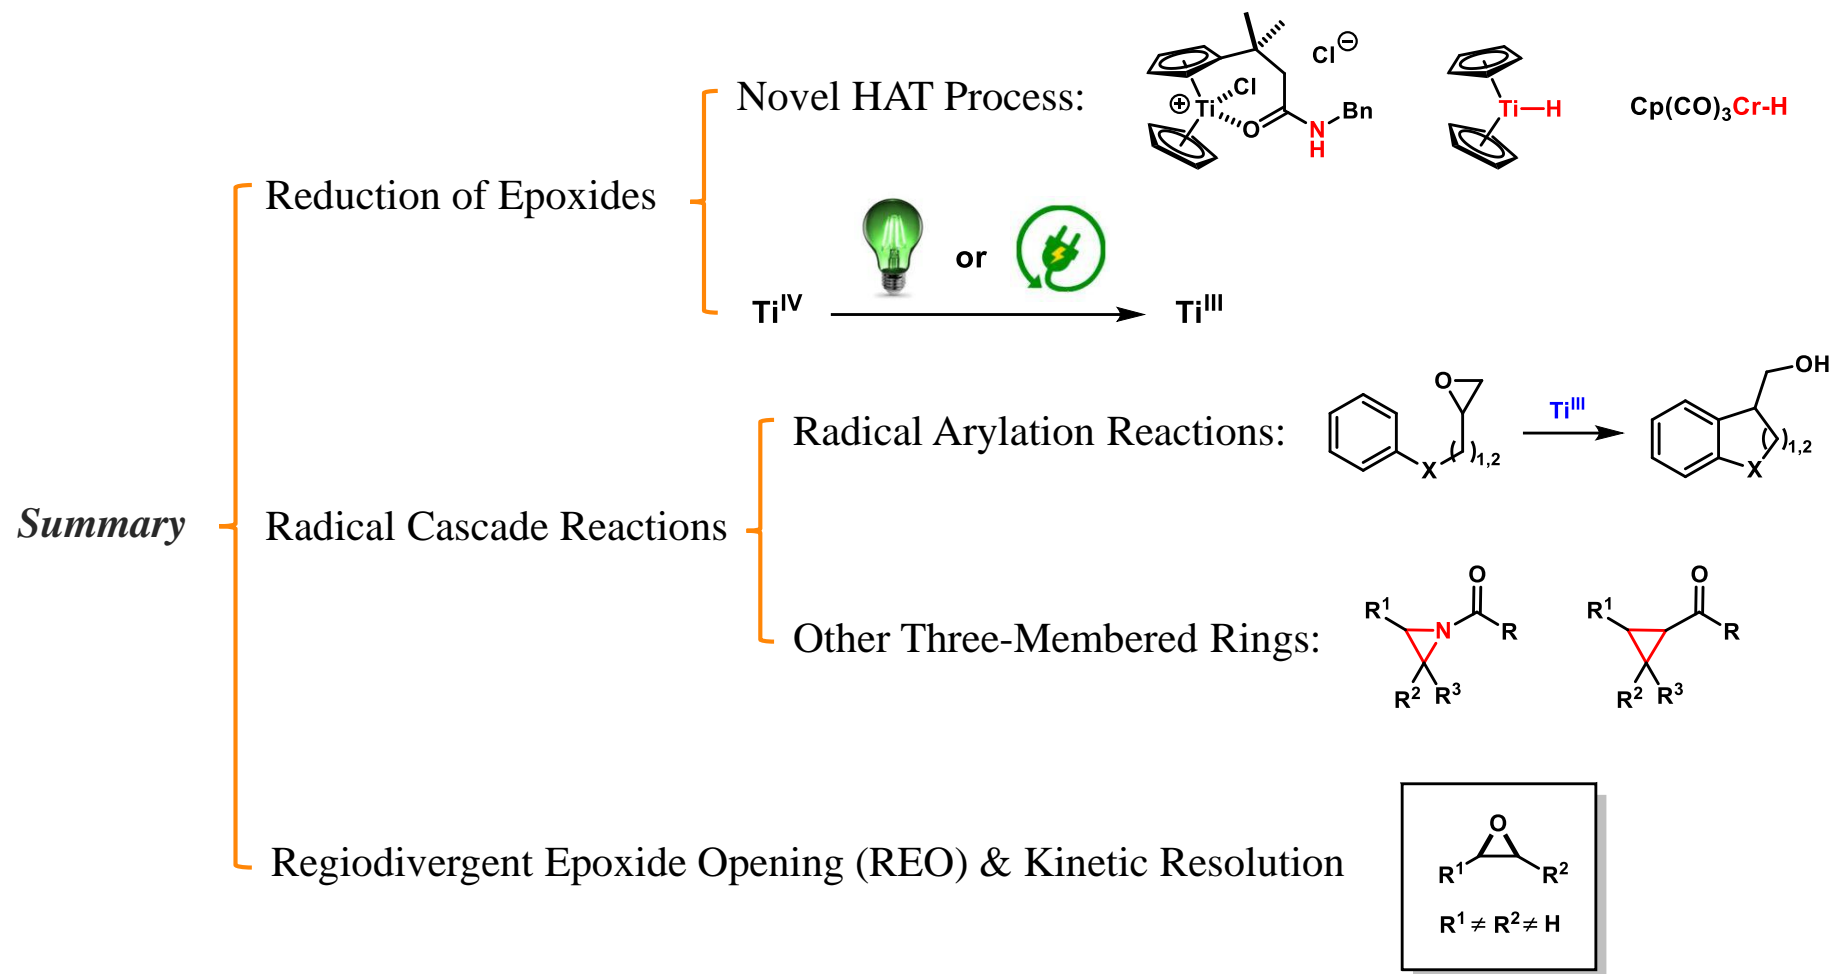 Novel HAT Process:
Cl⊖
Cl
⊕
Ti
O
N
H
Bn
Ti—H
Cp(CO)₃Cr-H
Reduction of Epoxides
or
Tiᴵⱽ
Tiᴵᴵᴵ
Radical Arylation Reactions:
O
X
( )1,2
Tiᴵᴵᴵ
OH
X
( )1,2
Summary
Radical Cascade Reactions
Other Three-Membered Rings:
R¹
N
O
R
R² R³
R¹
O
R
R² R³
Regiodivergent Epoxide Opening (REO) & Kinetic Resolution
O
R¹ R²
R¹ ≠ R² ≠ H